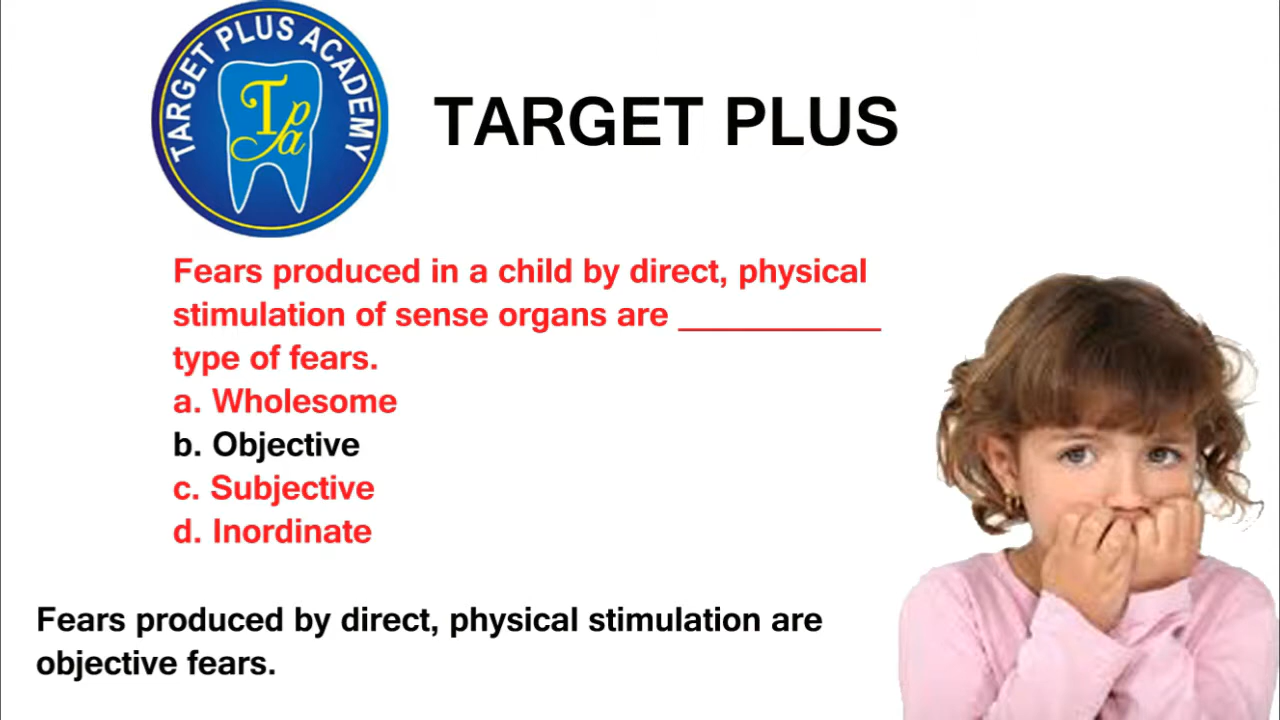 TARGET PLUS ACADEMY
Tpa
TARGET PLUS
Fears produced in a child by direct, physical
stimulation of sense organs are ____________
type of fears.
a. Wholesome
b. Objective
c. Subjective
d. Inordinate
Fears produced by direct, physical stimulation are
objective fears.